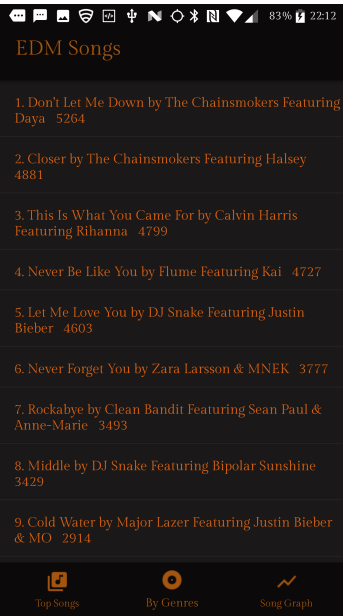 83% 22:12
EDM Songs
1. Don't Let Me Down by The Chainsmokers Featuring
Daya 5264
2. Closer by The Chainsmokers Featuring Halsey
4881
3. This Is What You Came For by Calvin Harris
Featuring Rihanna 4799
4. Never Be Like You by Flume Featuring Kai 4727
5. Let Me Love You by DJ Snake Featuring Justin
Bieber 4603
6. Never Forget You by Zara Larsson & MNEK 3777
7. Rockabye by Clean Bandit Featuring Sean Paul &
Anne-Marie 3493
8. Middle by DJ Snake Featuring Bipolar Sunshine
3429
9. Cold Water by Major Lazer Featuring Justin Bieber
& MO 2914
Top Songs By Genres Song Graph